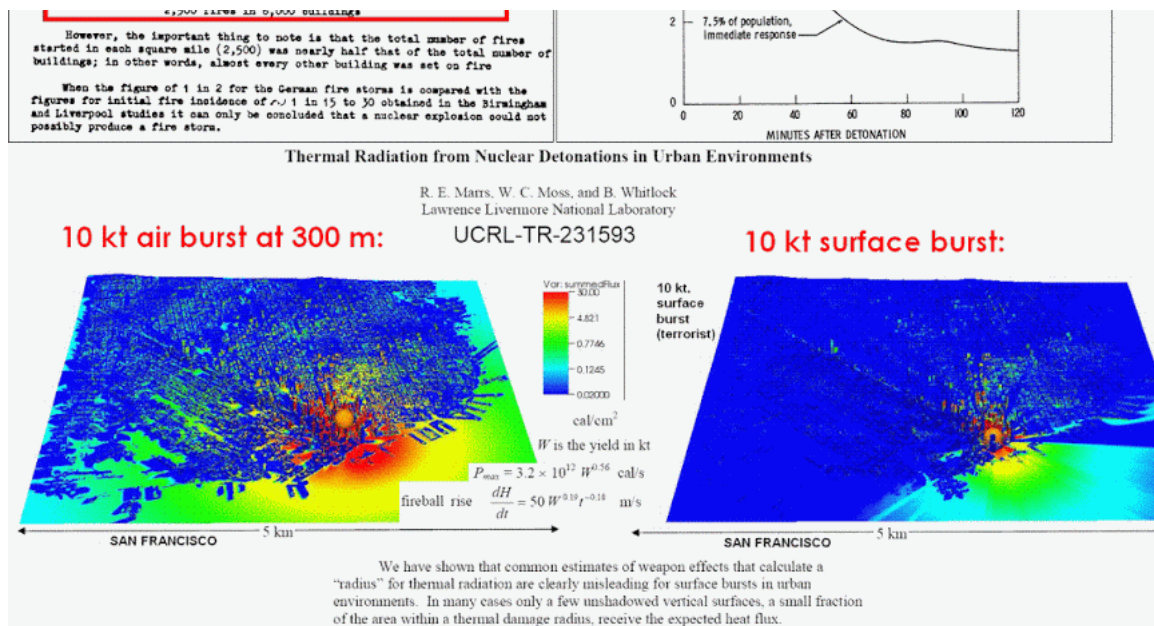 2,500 fires in 6,000 buildings
However, the important thing to note is that the total number of fires
started in each square mile (2,500) was nearly half that of the total number of
buildings; in other words, almost every other building was set on fire
When the figure of 1 in 2 for the German fire storms is compared with the
figures for initial fire incidence of ~ 1 in 15 to 30 obtained in the Birmingham
and Liverpool studies it can only be concluded that a nuclear explosion could not
possibly produce a fire storm.
2
7.5% of population,
immediate response
0
0 20 40 60 80 100 120
MINUTES AFTER DETONATION
Thermal Radiation from Nuclear Detonations in Urban Environments
R. E. Marrs, W. C. Moss, and B. Whitlock
Lawrence Livermore National Laboratory
UCRL-TR-231593
10 kt air burst at 300 m:
10 kt surface burst:
Var: summedFlux
30.00
4.821
0.7746
0.1245
0.02000
cal/cm²
10 kt.
surface
burst
(terrorist)
W is the yield in kt
Pmax = 3.2 × 10¹² W^0.56 cal/s
fireball rise dH/dt = 50 W^0.19 t^-0.18 m/s
5 km
SAN FRANCISCO
5 km
SAN FRANCISCO
We have shown that common estimates of weapon effects that calculate a
“radius” for thermal radiation are clearly misleading for surface bursts in urban
environments. In many cases only a few unshadowed vertical surfaces, a small fraction
of the area within a thermal damage radius, receive the expected heat flux.